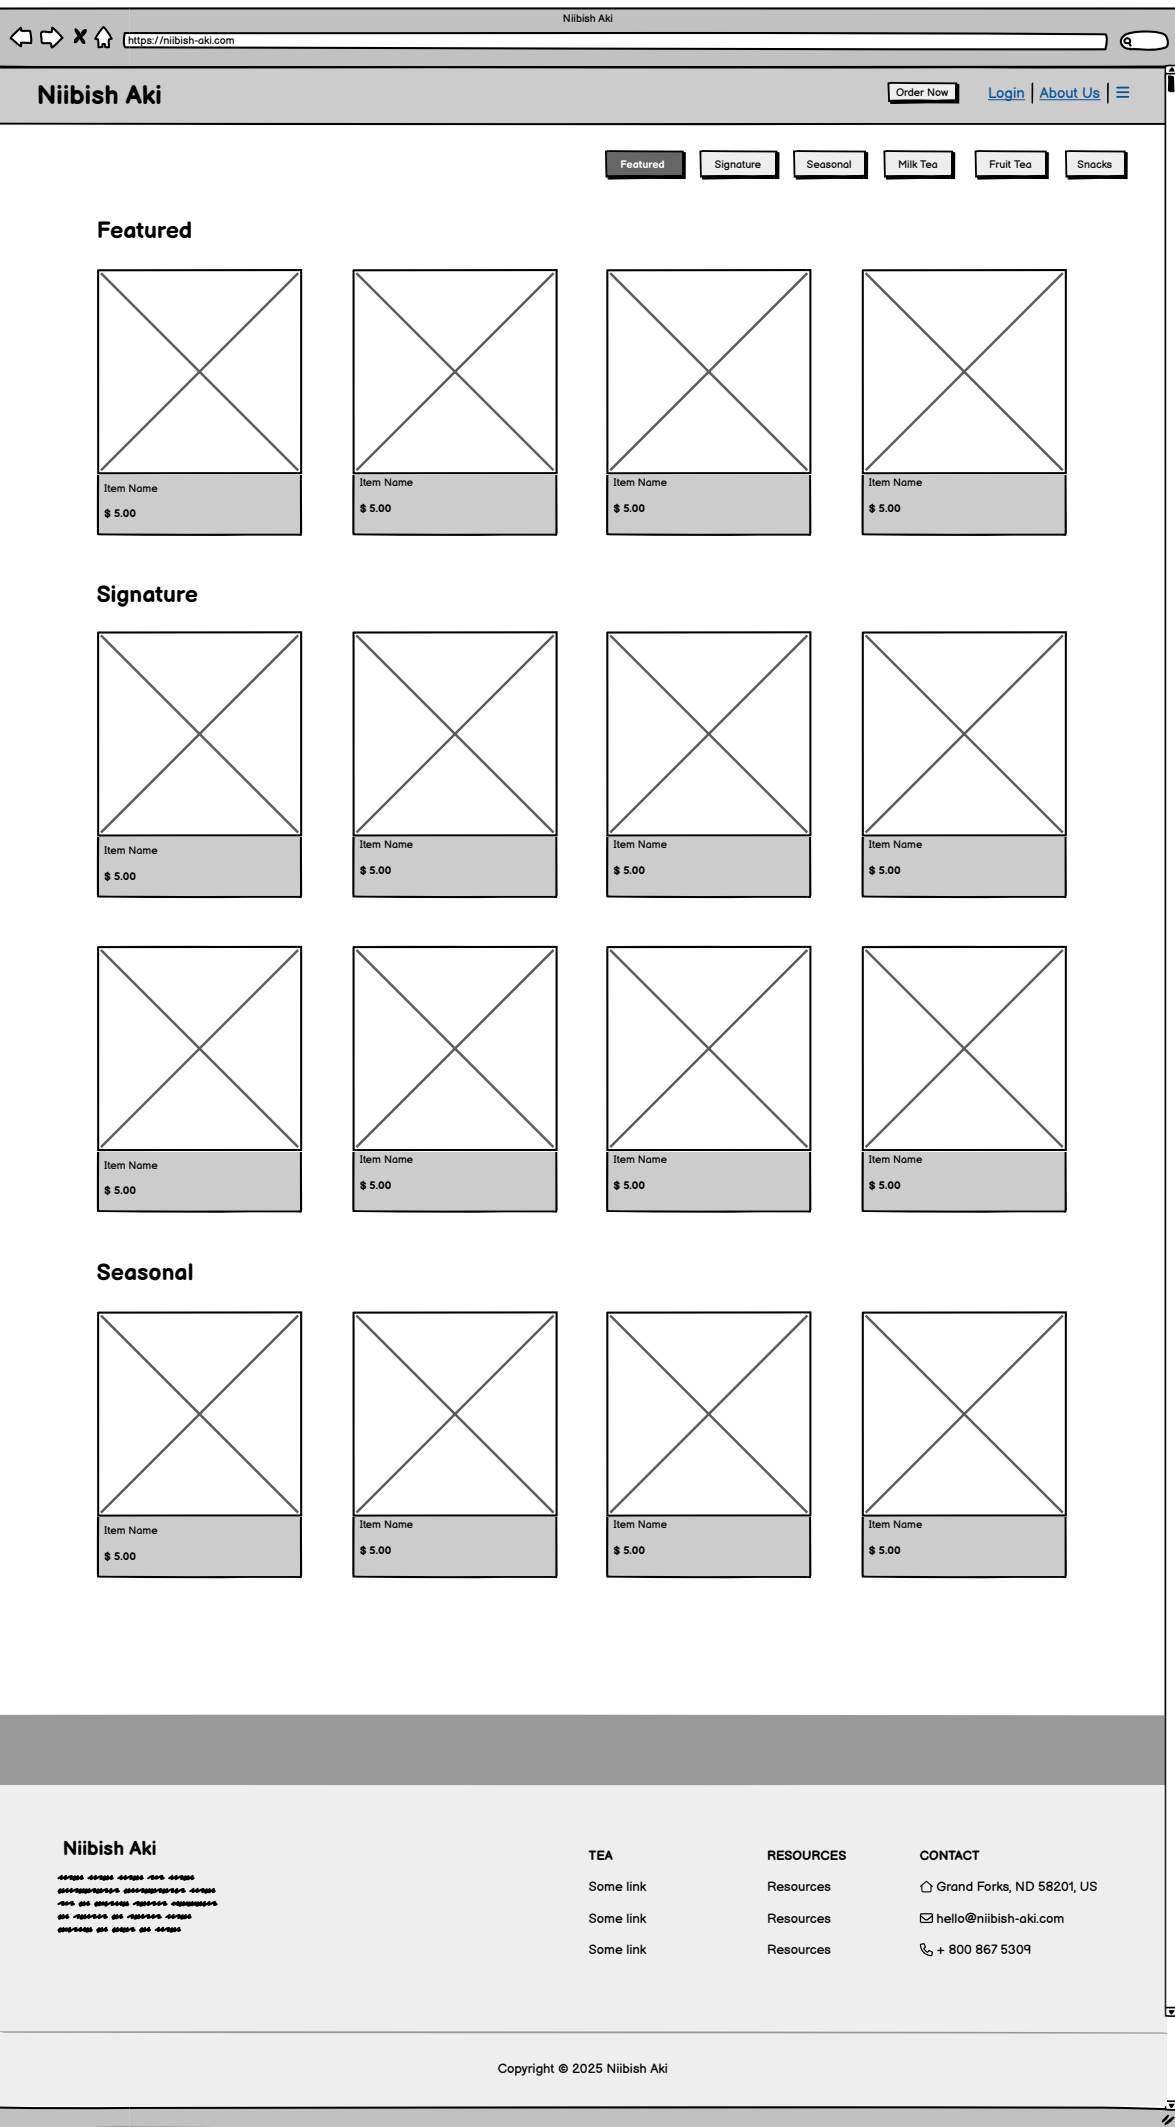 Niibish Aki
https://niibish-aki.com
Niibish Aki
Order Now
Login
About Us
Featured
Signature
Seasonal
Milk Tea
Fruit Tea
Snacks
Featured
Item Name
$ 5.00
Item Name
$ 5.00
Item Name
$ 5.00
Item Name
$ 5.00
Signature
Item Name
$ 5.00
Item Name
$ 5.00
Item Name
$ 5.00
Item Name
$ 5.00
Item Name
$ 5.00
Item Name
$ 5.00
Item Name
$ 5.00
Item Name
$ 5.00
Seasonal
Item Name
$ 5.00
Item Name
$ 5.00
Item Name
$ 5.00
Item Name
$ 5.00
Niibish Aki
TEA
Some link
Some link
Some link
RESOURCES
Resources
Resources
Resources
CONTACT
Grand Forks, ND 58201, US
hello@niibish-aki.com
+ 800 867 5309
Copyright © 2025 Niibish Aki